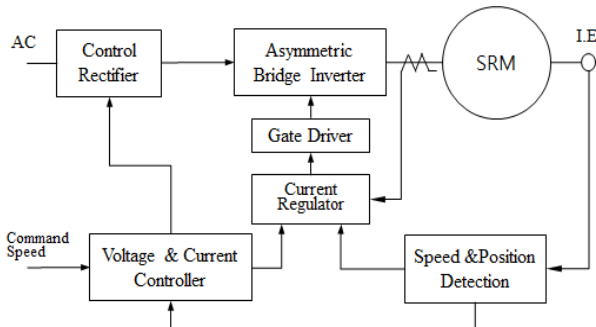 AC
Control
Rectifier
Asymmetric
Bridge Inverter
SRM
I.E
Gate Driver
Current
Regulator
Command
Speed
Voltage & Current
Controller
Speed &Position
Detection